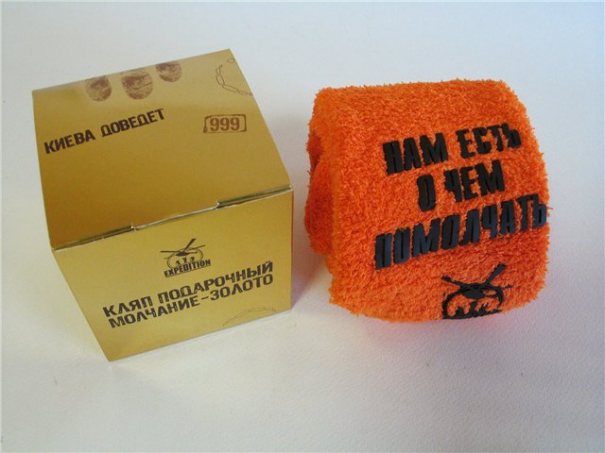 КИЕВА ДОВЕДЕТ
999
EXPEDITION
КЛЯП ПОДАРОЧНЫЙ
МОЛЧАНИЕ-ЗОЛОТО
НАМ ЕСТЬ
О ЧЕМ
ПОМОЛЧАТЬ